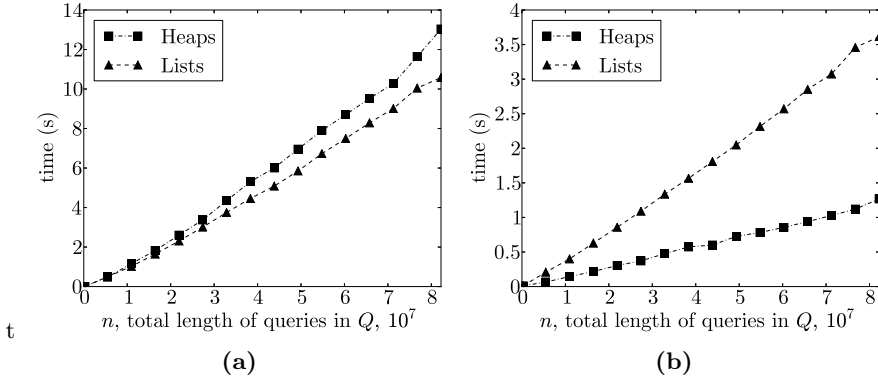 14
12
10
8
6
4
2
0
time (s)
Heaps
Lists
0 1 2 3 4 5 6 7 8
n, total length of queries in Q, 10^7
(a)
4
3.5
3
2.5
2
1.5
1
0.5
0
time (s)
Heaps
Lists
0 1 2 3 4 5 6 7 8
n, total length of queries in Q, 10^7
(b)
t